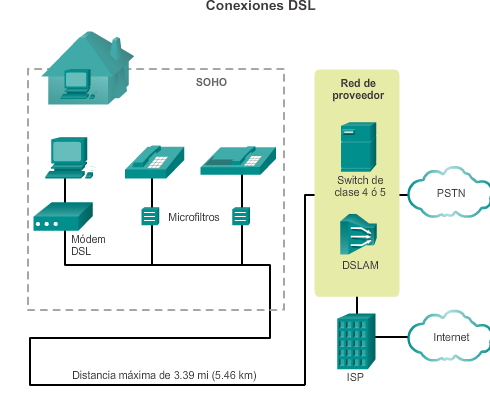 Conexiones DSL
SOHO
Red de
proveedor
Switch de
clase 4 ó 5
PSTN
Microfiltros
Módem
DSL
DSLAM
Internet
ISP
Distancia máxima de 3.39 mi (5.46 km)